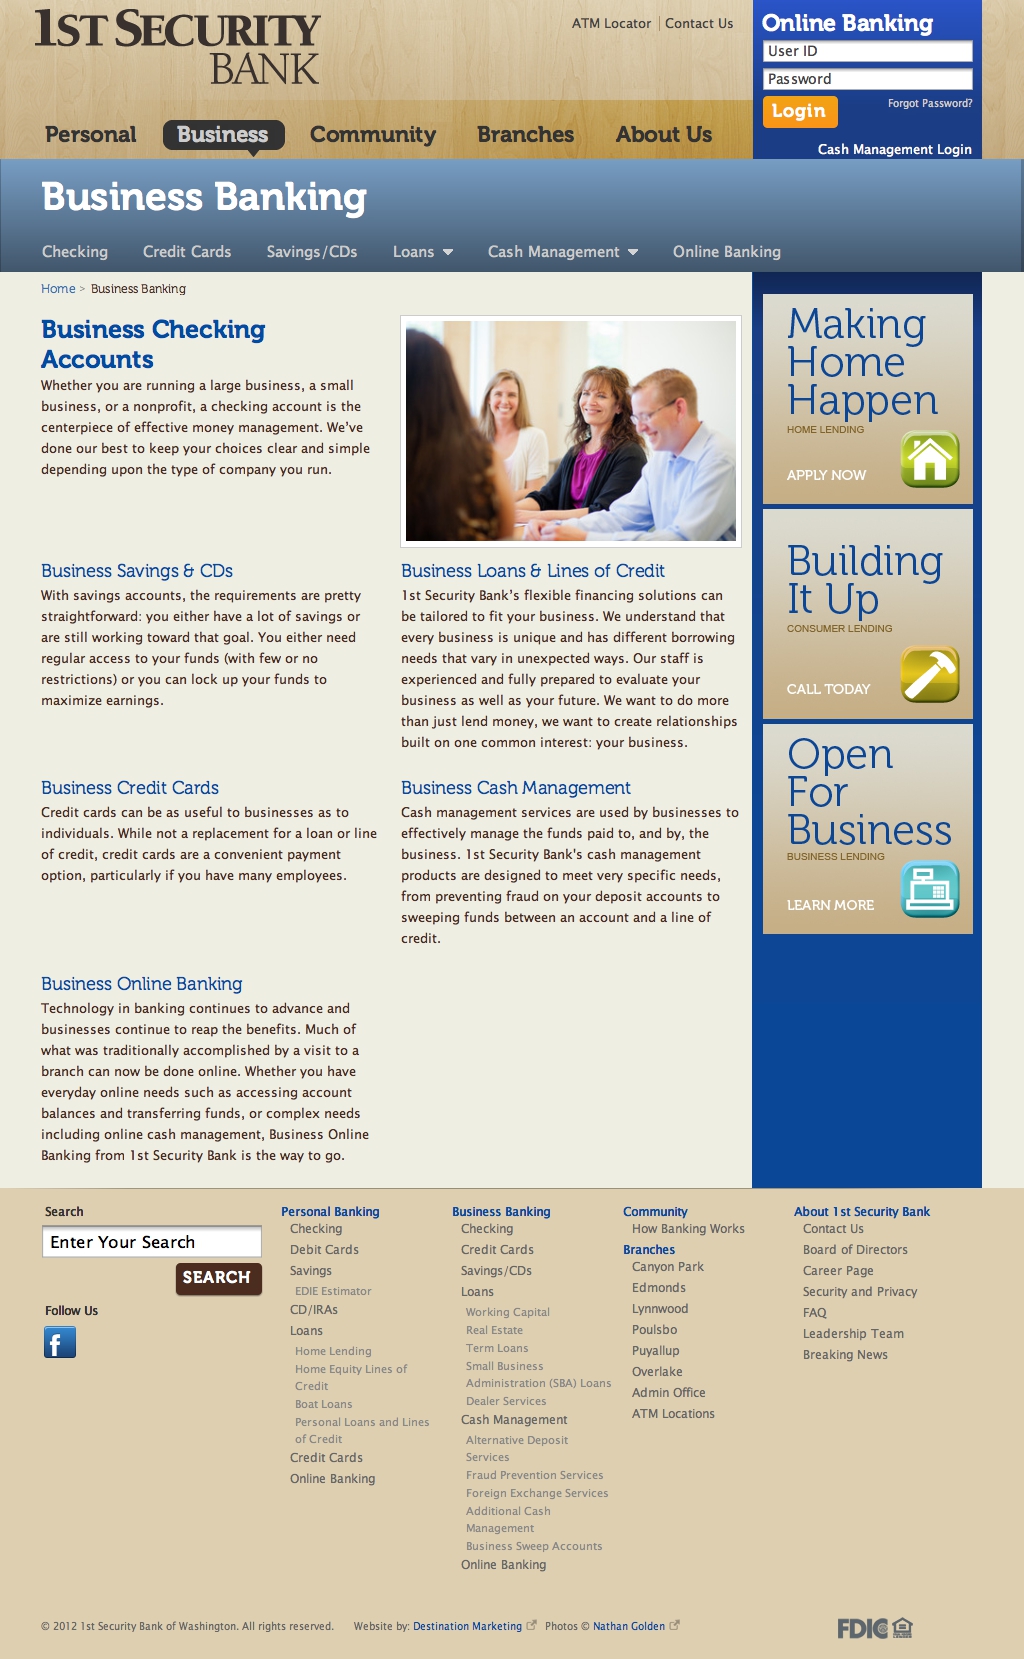 1ST SECURITY
BANK
ATM Locator
Contact Us
Online Banking
User ID
Password
Login
Forgot Password?
Cash Management Login
Personal
Business
Community
Branches
About Us
Business Banking
Checking
Credit Cards
Savings/CDs
Loans
Cash Management
Online Banking
Home > Business Banking
Business Checking
Accounts
Whether you are running a large business, a small
business, or a nonprofit, a checking account is the
centerpiece of effective money management. We've
done our best to keep your choices clear and simple
depending upon the type of company you run.
Business Savings & CDs
With savings accounts, the requirements are pretty
straightforward: you either have a lot of savings or
are still working toward that goal. You either need
regular access to your funds (with few or no
restrictions) or you can lock up your funds to
maximize earnings.
Business Loans & Lines of Credit
1st Security Bank's flexible financing solutions can
be tailored to fit your business. We understand that
every business is unique and has different borrowing
needs that vary in unexpected ways. Our staff is
experienced and fully prepared to evaluate your
business as well as your future. We want to do more
than just lend money, we want to create relationships
built on one common interest: your business.
Business Credit Cards
Credit cards can be as useful to businesses as to
individuals. While not a replacement for a loan or line
of credit, credit cards are a convenient payment
option, particularly if you have many employees.
Business Cash Management
Cash management services are used by businesses to
effectively manage the funds paid to, and by, the
business. 1st Security Bank's cash management
products are designed to meet very specific needs,
from preventing fraud on your deposit accounts to
sweeping funds between an account and a line of
credit.
Business Online Banking
Technology in banking continues to advance and
businesses continue to reap the benefits. Much of
what was traditionally accomplished by a visit to a
branch can now be done online. Whether you have
everyday online needs such as accessing account
balances and transferring funds, or complex needs
including online cash management, Business Online
Banking from 1st Security Bank is the way to go.
Making
Home
Happen
HOME LENDING
APPLY NOW
Building
It Up
CONSUMER LENDING
CALL TODAY
Open
For
Business
BUSINESS LENDING
LEARN MORE
Search
Enter Your Search
SEARCH
Follow Us
f
Personal Banking
Checking
Debit Cards
Savings
EDIE Estimator
CD/IRAs
Loans
Home Lending
Home Equity Lines of
Credit
Boat Loans
Personal Loans and Lines
of Credit
Credit Cards
Online Banking
Business Banking
Checking
Credit Cards
Savings/CDs
Loans
Working Capital
Real Estate
Term Loans
Small Business
Administration (SBA) Loans
Dealer Services
Cash Management
Alternative Deposit
Services
Fraud Prevention Services
Foreign Exchange Services
Additional Cash
Management
Business Sweep Accounts
Online Banking
Community
How Banking Works
Branches
Canyon Park
Edmonds
Lynnwood
Poulsbo
Puyallup
Overlake
Admin Office
ATM Locations
About 1st Security Bank
Contact Us
Board of Directors
Career Page
Security and Privacy
FAQ
Leadership Team
Breaking News
© 2012 1st Security Bank of Washington. All rights reserved.
Website by: Destination Marketing
Photos © Nathan Golden
FDIC